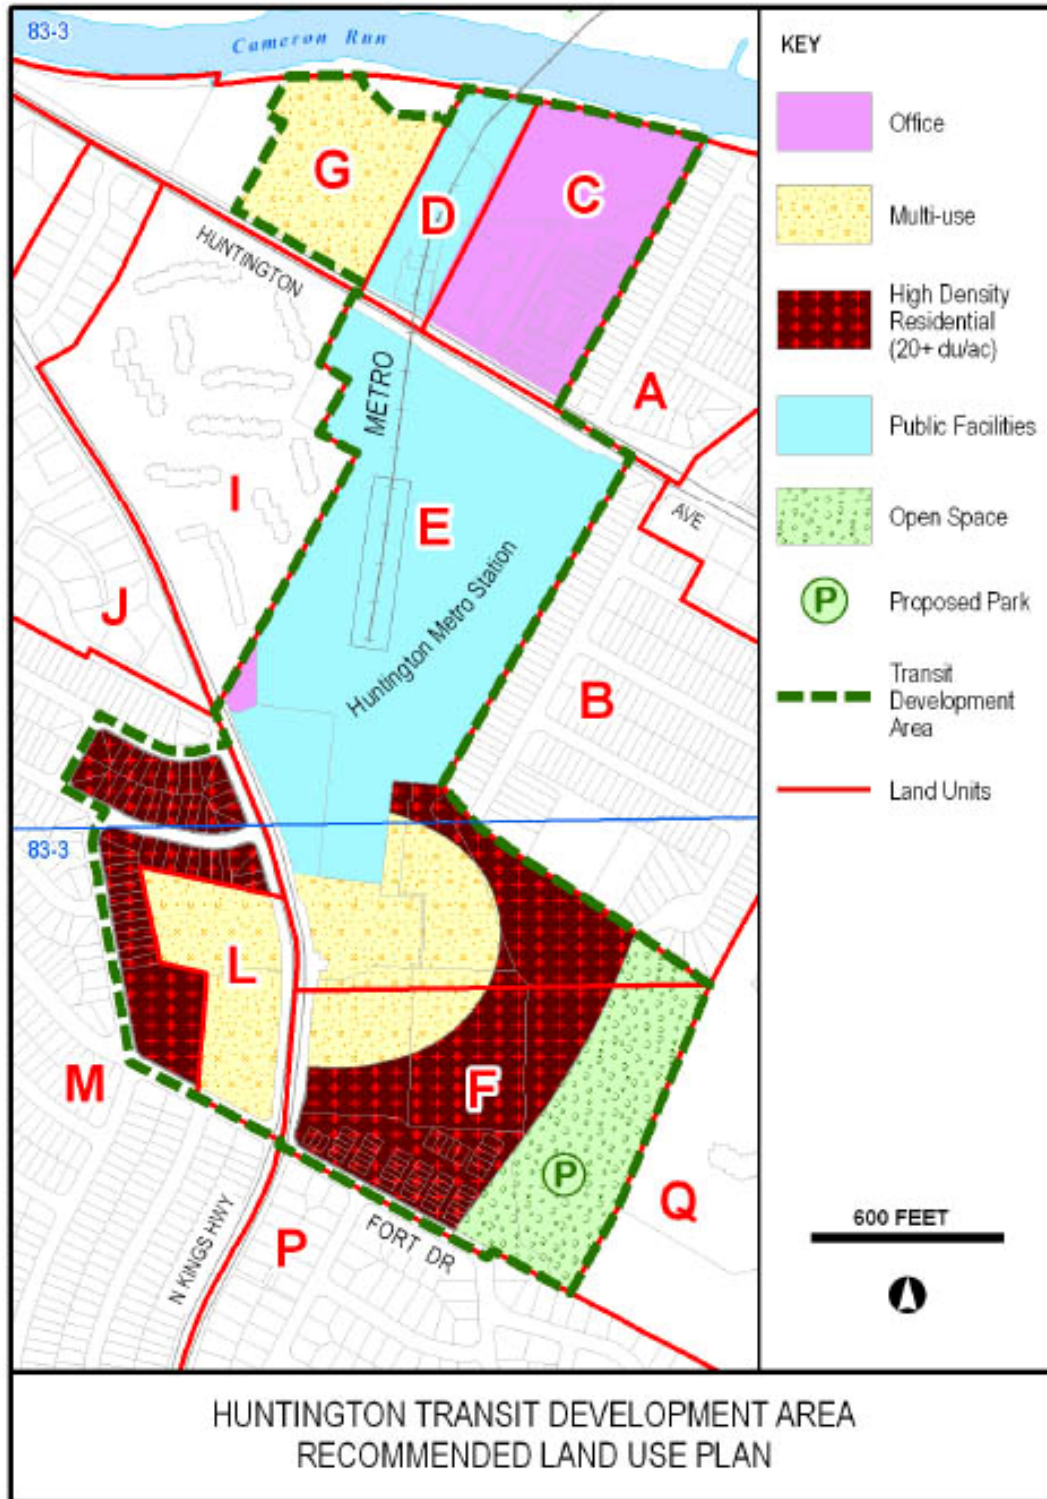 83-3
Cameron Run
KEY
Office
Multi-use
High Density
Residential
(20+ du/ac)
Public Facilities
Open Space
P
Proposed Park
Transit
Development
Area
Land Units
G
D
C
HUNTINGTON
METRO
A
AVE
I
E
Huntington Metro Station
J
B
83-3
L
M
F
P
Q
N KINGS HWY
P
FORT DR
600 FEET
HUNTINGTON TRANSIT DEVELOPMENT AREA
RECOMMENDED LAND USE PLAN